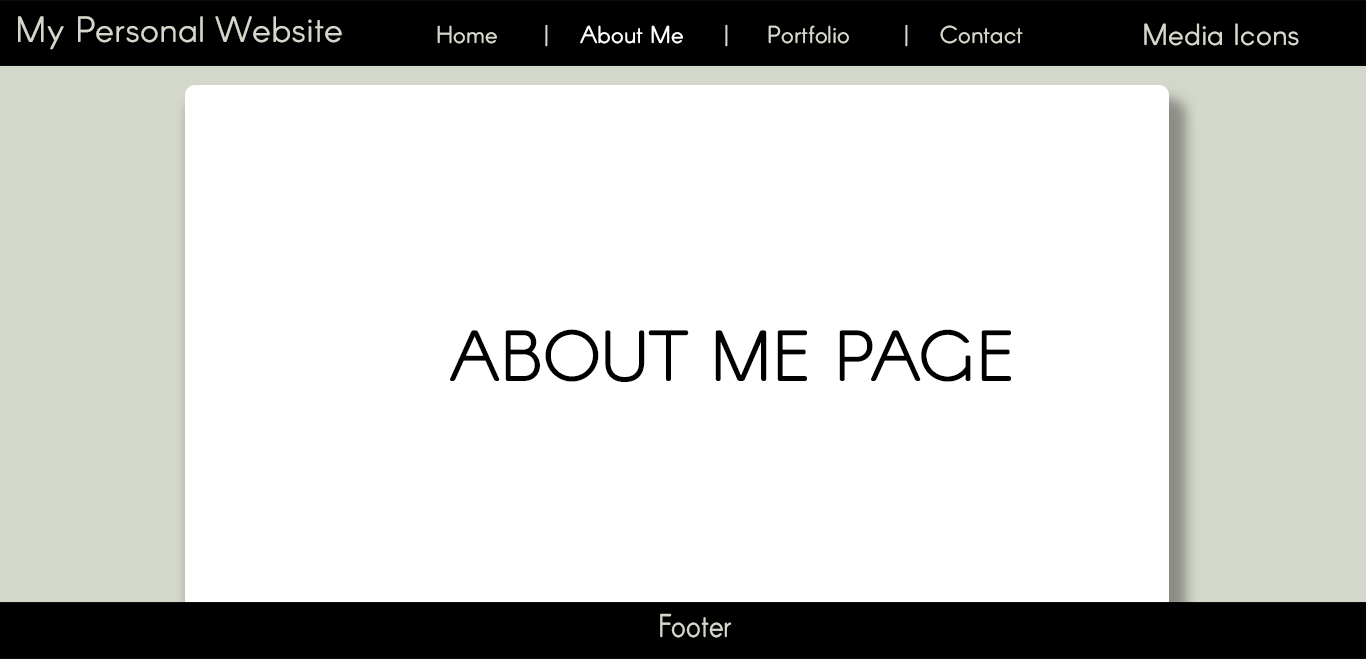 My Personal Website
Home | About Me | Portfolio | Contact
Media Icons
ABOUT ME PAGE
Footer